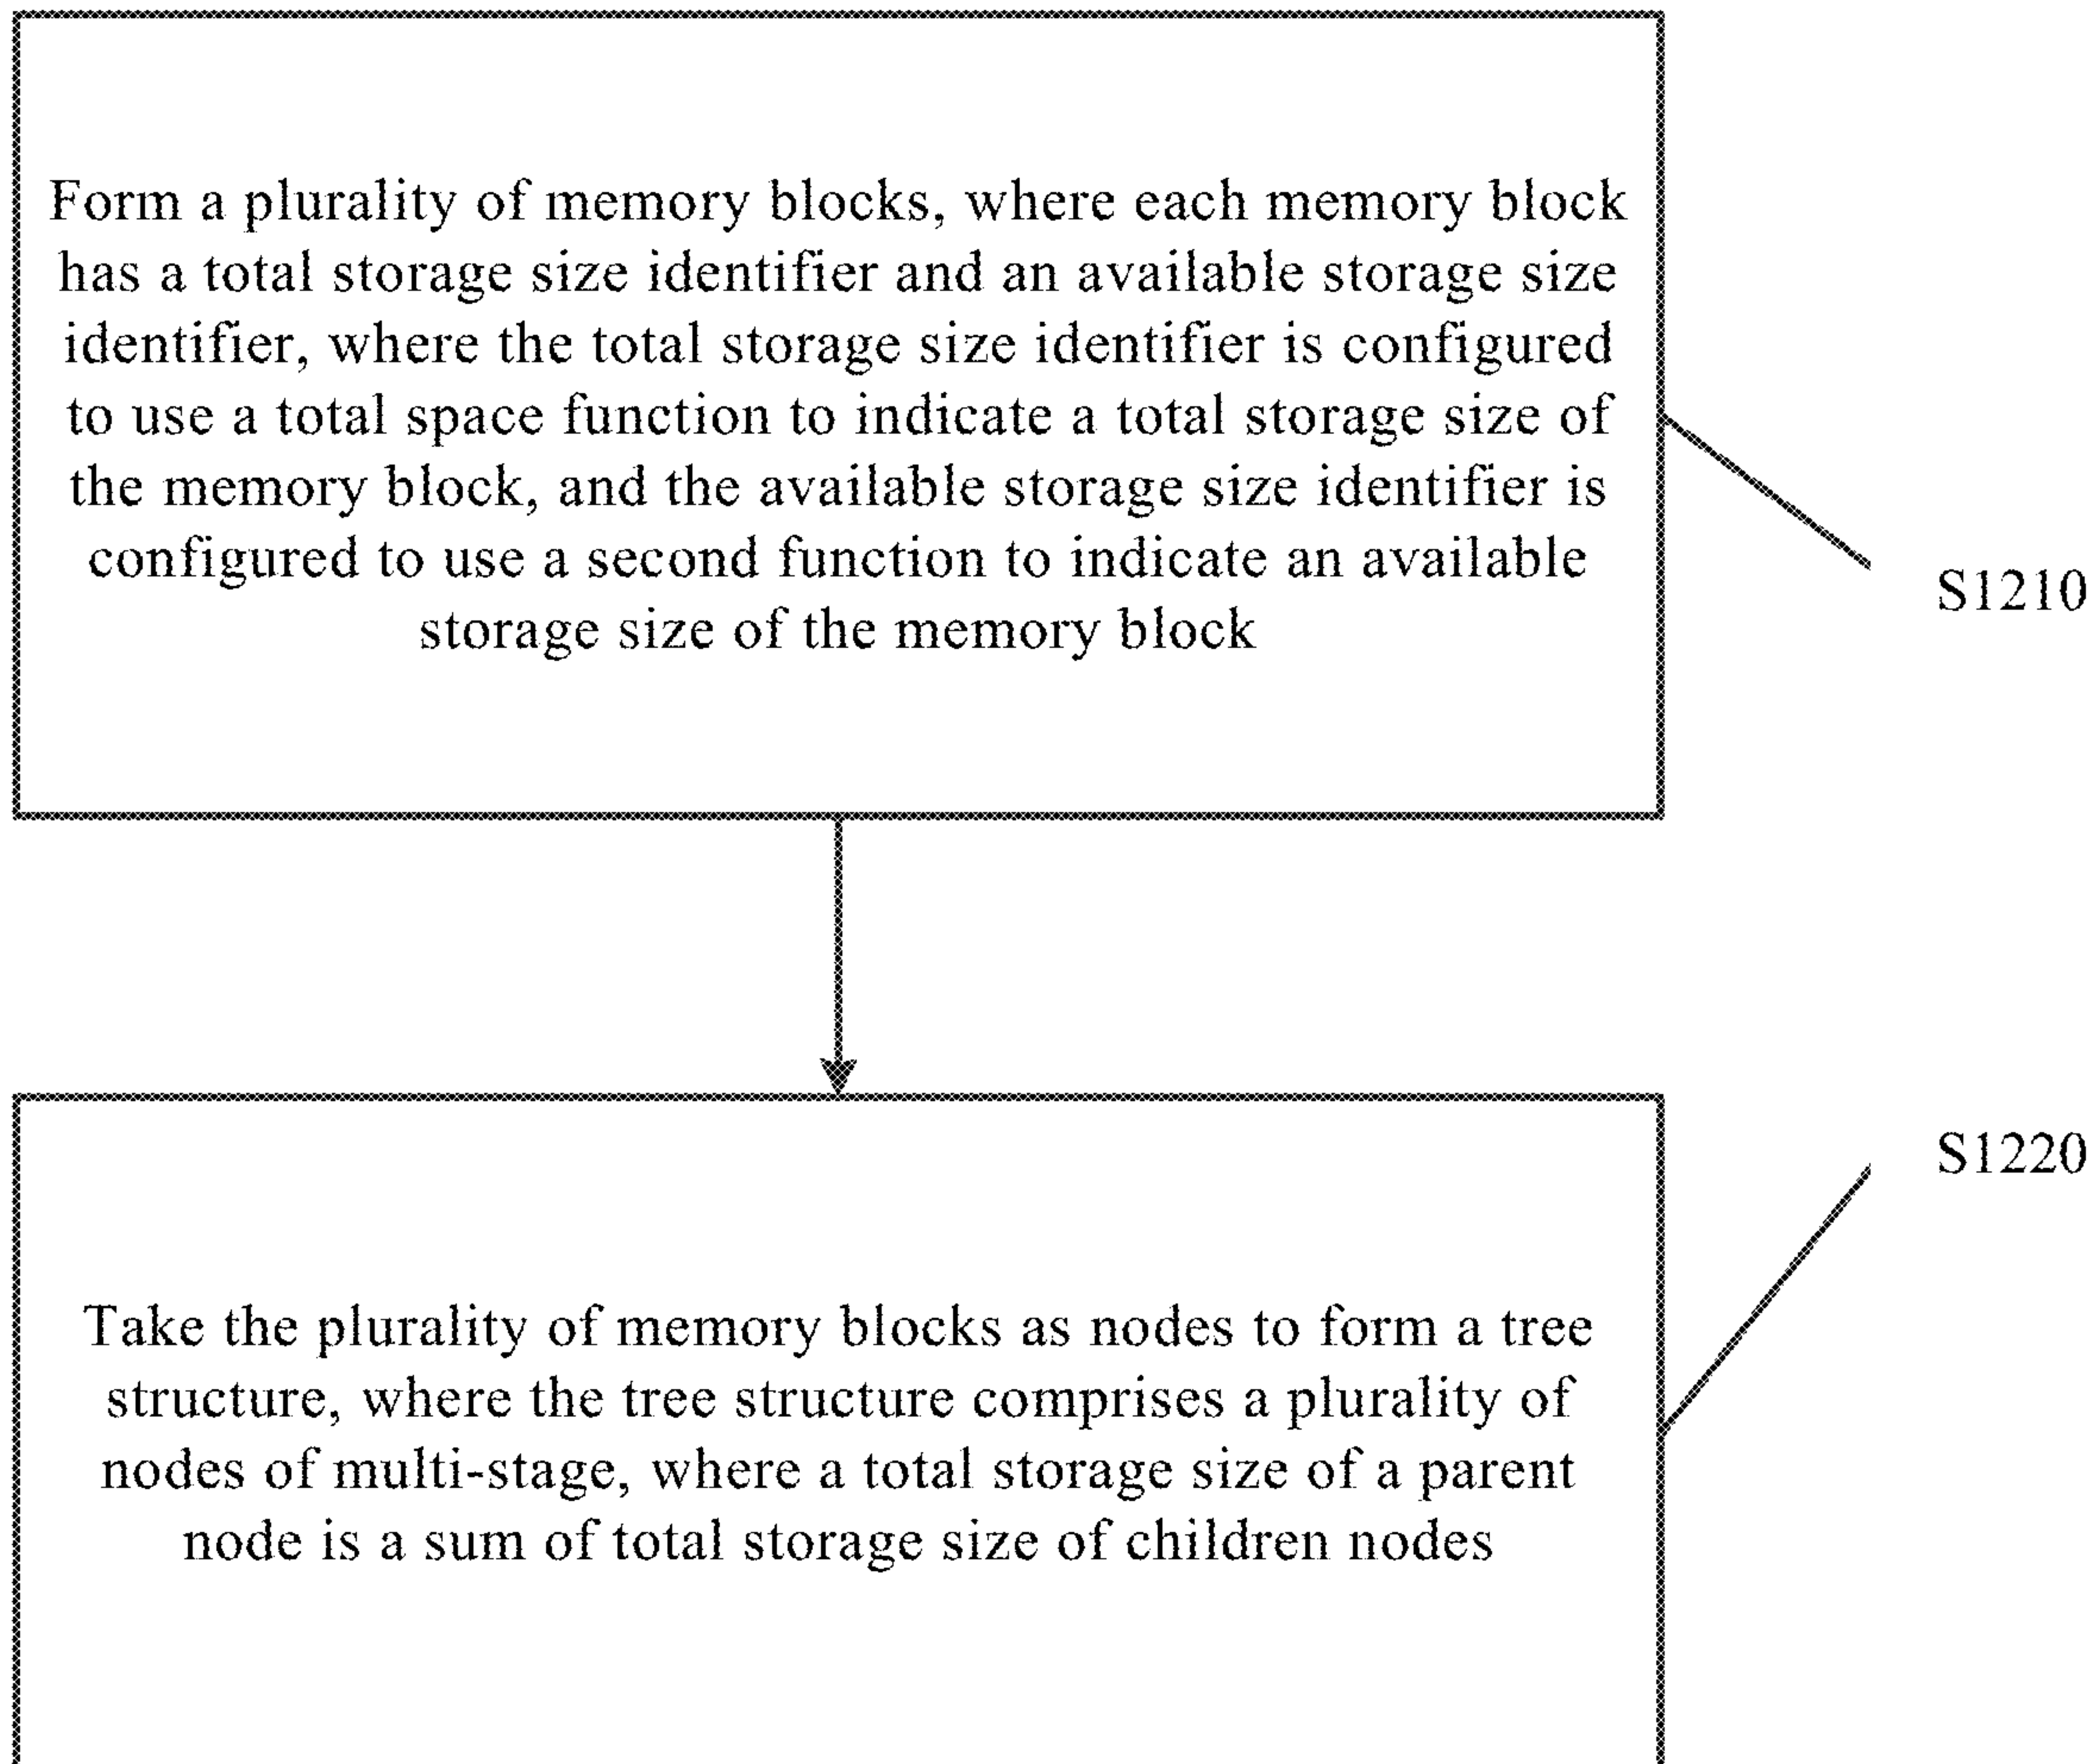 Form a plurality of memory blocks, where each memory block
has a total storage size identifier and an available storage size
identifier, where the total storage size identifier is configured
to use a total space function to indicate a total storage size of
the memory block, and the available storage size identifier is
configured to use a second function to indicate an available
storage size of the memory block
S1210
S1220
Take the plurality of memory blocks as nodes to form a tree
structure, where the tree structure comprises a plurality of
nodes of multi-stage, where a total storage size of a parent
node is a sum of total storage size of children nodes